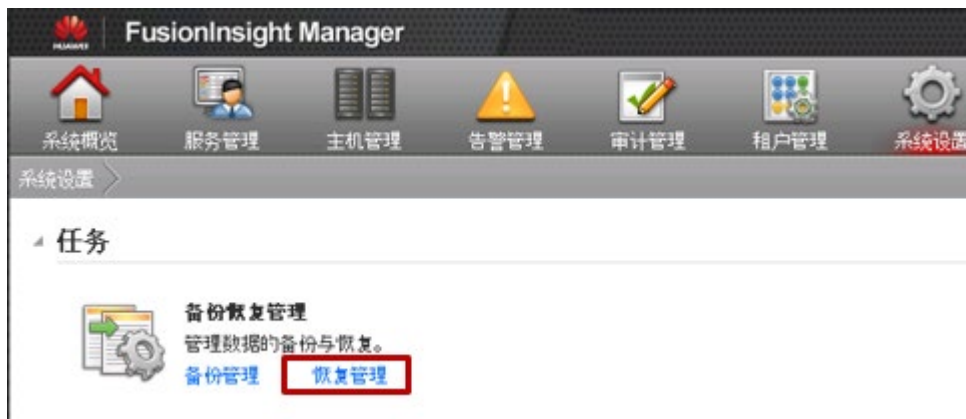 HUAWEI FusionInsight Manager
系统概览 服务管理 主机管理 告警管理 审计管理 租户管理 系统设置
系统设置
任务
备份恢复管理
管理数据的备份与恢复。
备份管理 恢复管理